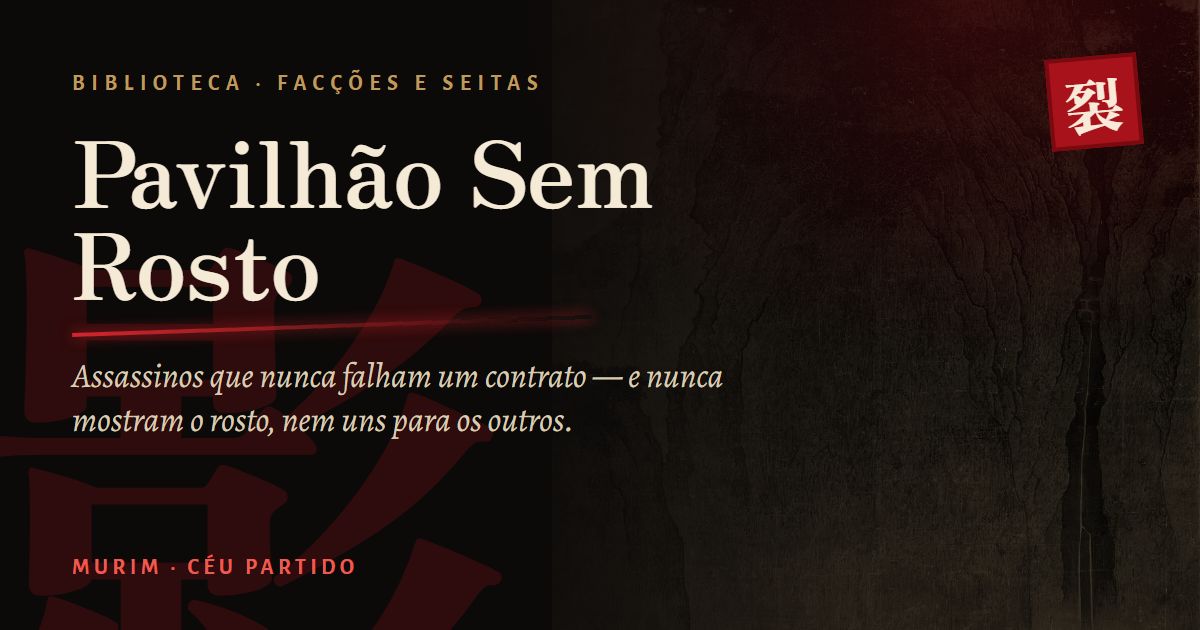 BIBLIOTECA · FACÇÕES E SEITAS
裂
Pavilhão Sem
Rosto
Assassinos que nunca falham um contrato — e nunca
mostram o rosto, nem uns para os outros.
影
MURIM · CÉU PARTIDO